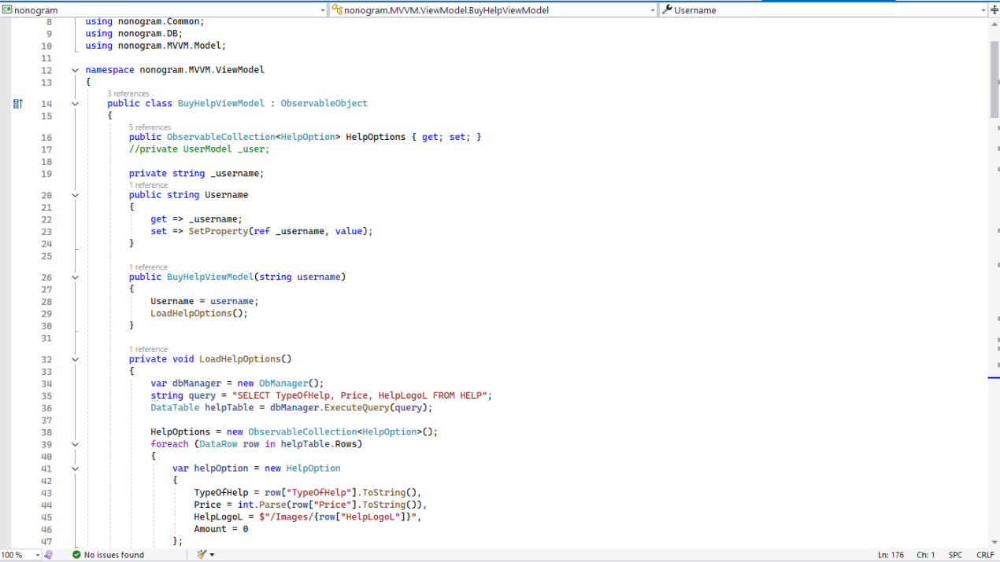 C# nonogram
nonogram.MVVM.ViewModel.BuyHelpViewModel
Username
8 using nonogram.Common;
9 using nonogram.DB;
10 using nonogram.MVVM.Model;
11
12 namespace nonogram.MVVM.ViewModel
13 {
3 references
14 public class BuyHelpViewModel : ObservableObject
15 {
5 references
16 public ObservableCollection<HelpOption> HelpOptions { get; set; }
17 //private UserModel _user;
18
19 private string _username;
1 reference
20 public string Username
21 {
22 get => _username;
23 set => SetProperty(ref _username, value);
24 }
25
1 reference
26 public BuyHelpViewModel(string username)
27 {
28 Username = username;
29 LoadHelpOptions();
30 }
31
1 reference
32 private void LoadHelpOptions()
33 {
34 var dbManager = new DbManager();
35 string query = "SELECT TypeOfHelp, Price, HelpLogoL FROM HELP";
36 DataTable helpTable = dbManager.ExecuteQuery(query);
37
38 HelpOptions = new ObservableCollection<HelpOption>();
39 foreach (DataRow row in helpTable.Rows)
40 {
41 var helpOption = new HelpOption
42 {
43 TypeOfHelp = row["TypeOfHelp"].ToString(),
44 Price = int.Parse(row["Price"].ToString()),
45 HelpLogoL = $"/Images/{row["HelpLogoL"]}",
46 Amount = 0
47 };
100 % No issues found Ln: 176 Ch: 1 SPC CRLF